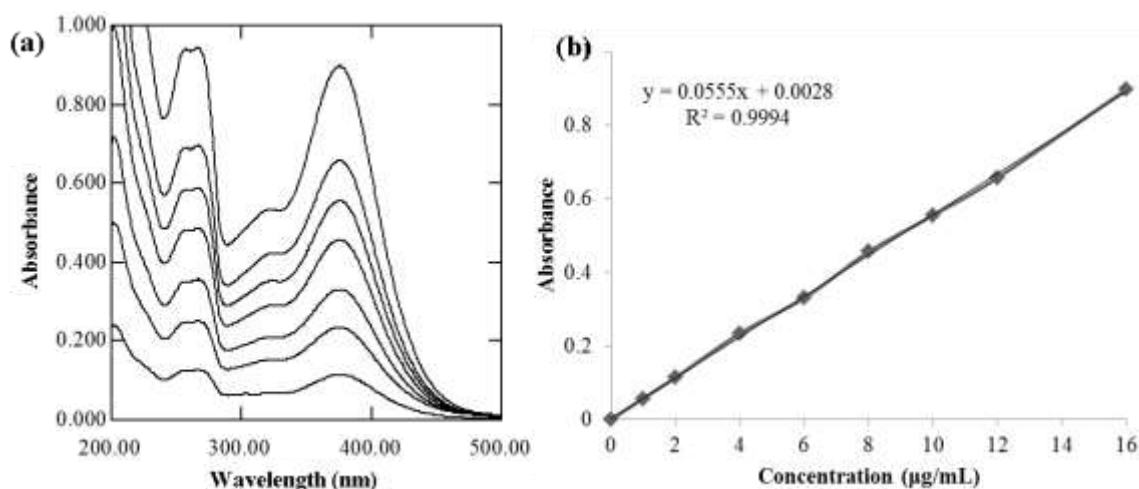 (a)
1.000
0.800
0.600
0.400
0.200
0.000
Absorbance
200.00 300.00 400.00 500.00
Wavelength (nm)
(b)
y = 0.0555x + 0.0028
R² = 0.9994
0.8
0.6
0.4
0.2
0
Absorbance
0 2 4 6 8 10 12 14 16
Concentration (µg/mL)